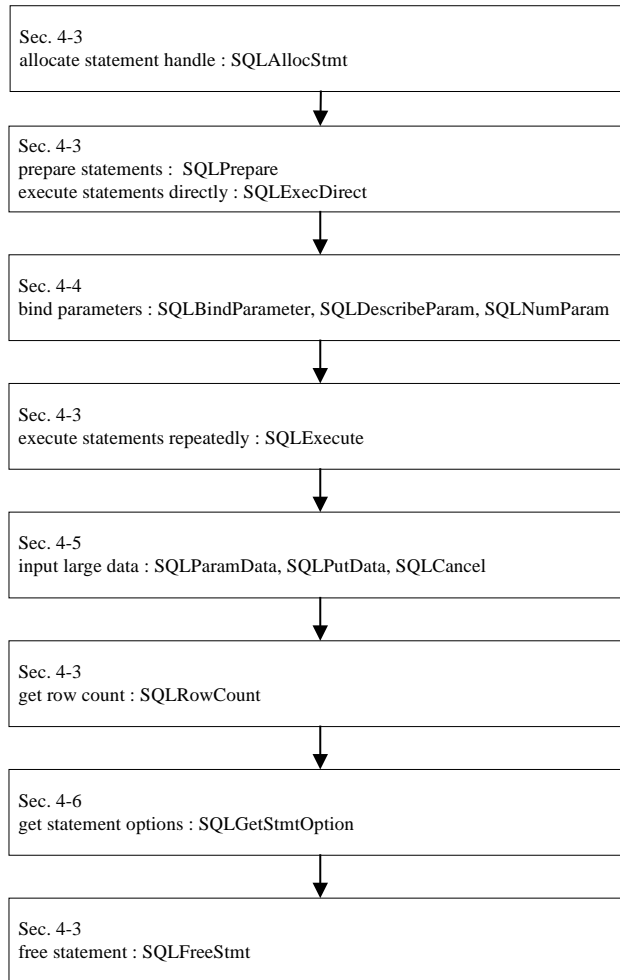 Sec. 4-3
allocate statement handle : SQLAllocStmt
Sec. 4-3
prepare statements :  SQLPrepare
execute statements directly : SQLExecDirect
Sec. 4-4
bind parameters : SQLBindParameter, SQLDescribeParam, SQLNumParam
Sec. 4-3
execute statements repeatedly : SQLExecute
Sec. 4-5
input large data : SQLParamData, SQLPutData, SQLCancel
Sec. 4-3
get row count : SQLRowCount
Sec. 4-6
get statement options : SQLGetStmtOption
Sec. 4-3
free statement : SQLFreeStmt